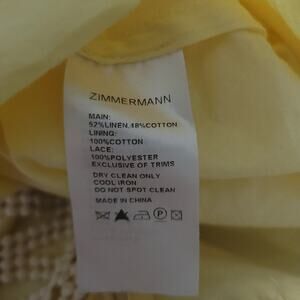 ZIMMERMANN
MAIN:
52%LINEN,48%COTTON
LINING:
100%COTTON
LACE:
100%POLYESTER
EXCLUSIVE OF TRIMS
DRY CLEAN ONLY
COOL IRON
DO NOT SPOT CLEAN
MADE IN CHINA